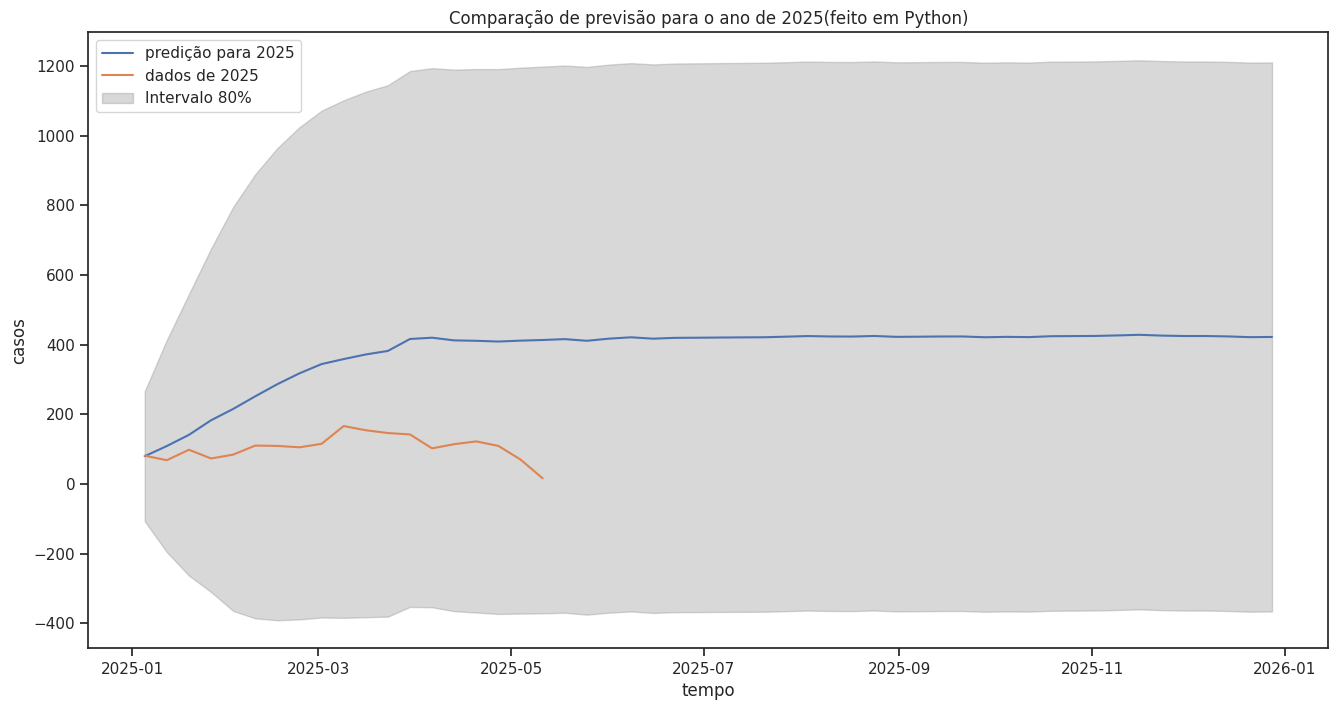 Comparação de previsão para o ano de 2025(feito em Python)
predição para 2025
dados de 2025
Intervalo 80%
1200
1000
800
600
400
200
0
−200
−400
casos
2025-01
2025-03
2025-05
2025-07
2025-09
2025-11
2026-01
tempo